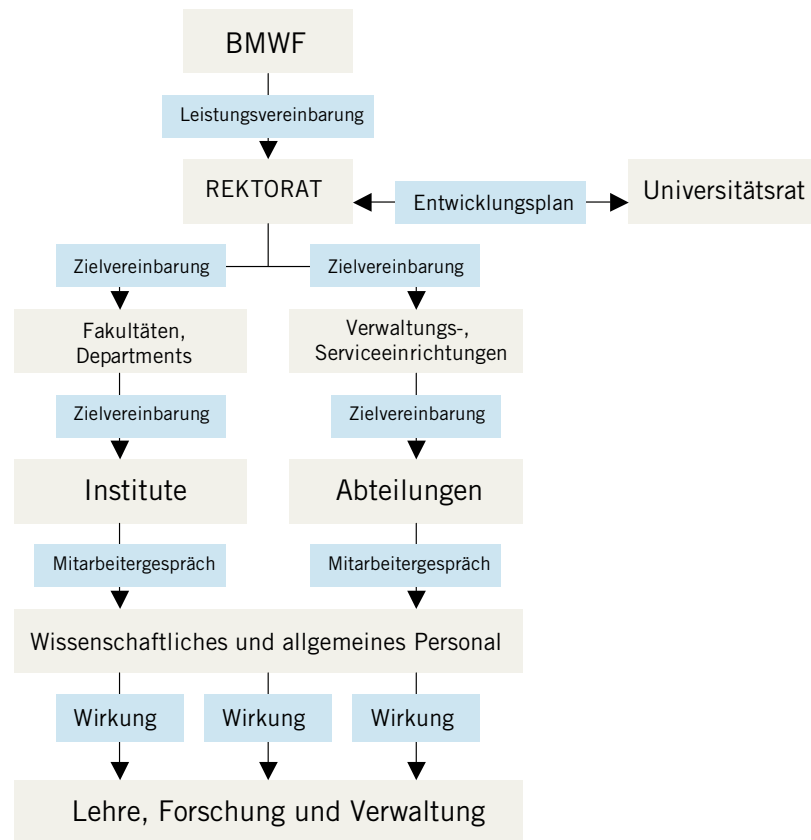 BMWF
Leistungsvereinbarung
REKTORAT
Entwicklungsplan
Universitätsrat
Zielvereinbarung
Zielvereinbarung
Fakultäten,
Departments
Verwaltungs-,
Serviceeinrichtungen
Zielvereinbarung
Zielvereinbarung
Institute
Abteilungen
Mitarbeitergespräch
Mitarbeitergespräch
Wissenschaftliches und allgemeines Personal
Wirkung
Wirkung
Wirkung
Lehre, Forschung und Verwaltung